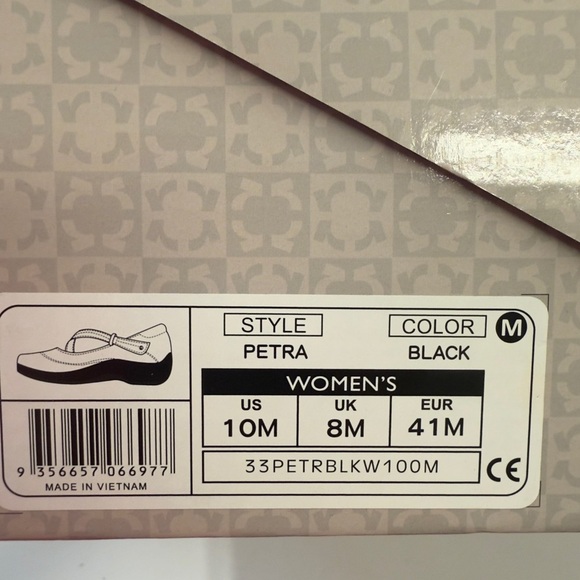 STYLE COLOR M
PETRA BLACK
WOMEN'S
US UK EUR
10M 8M 41M
33PETRBLKW100M CE
9 356657 066977
MADE IN VIETNAM